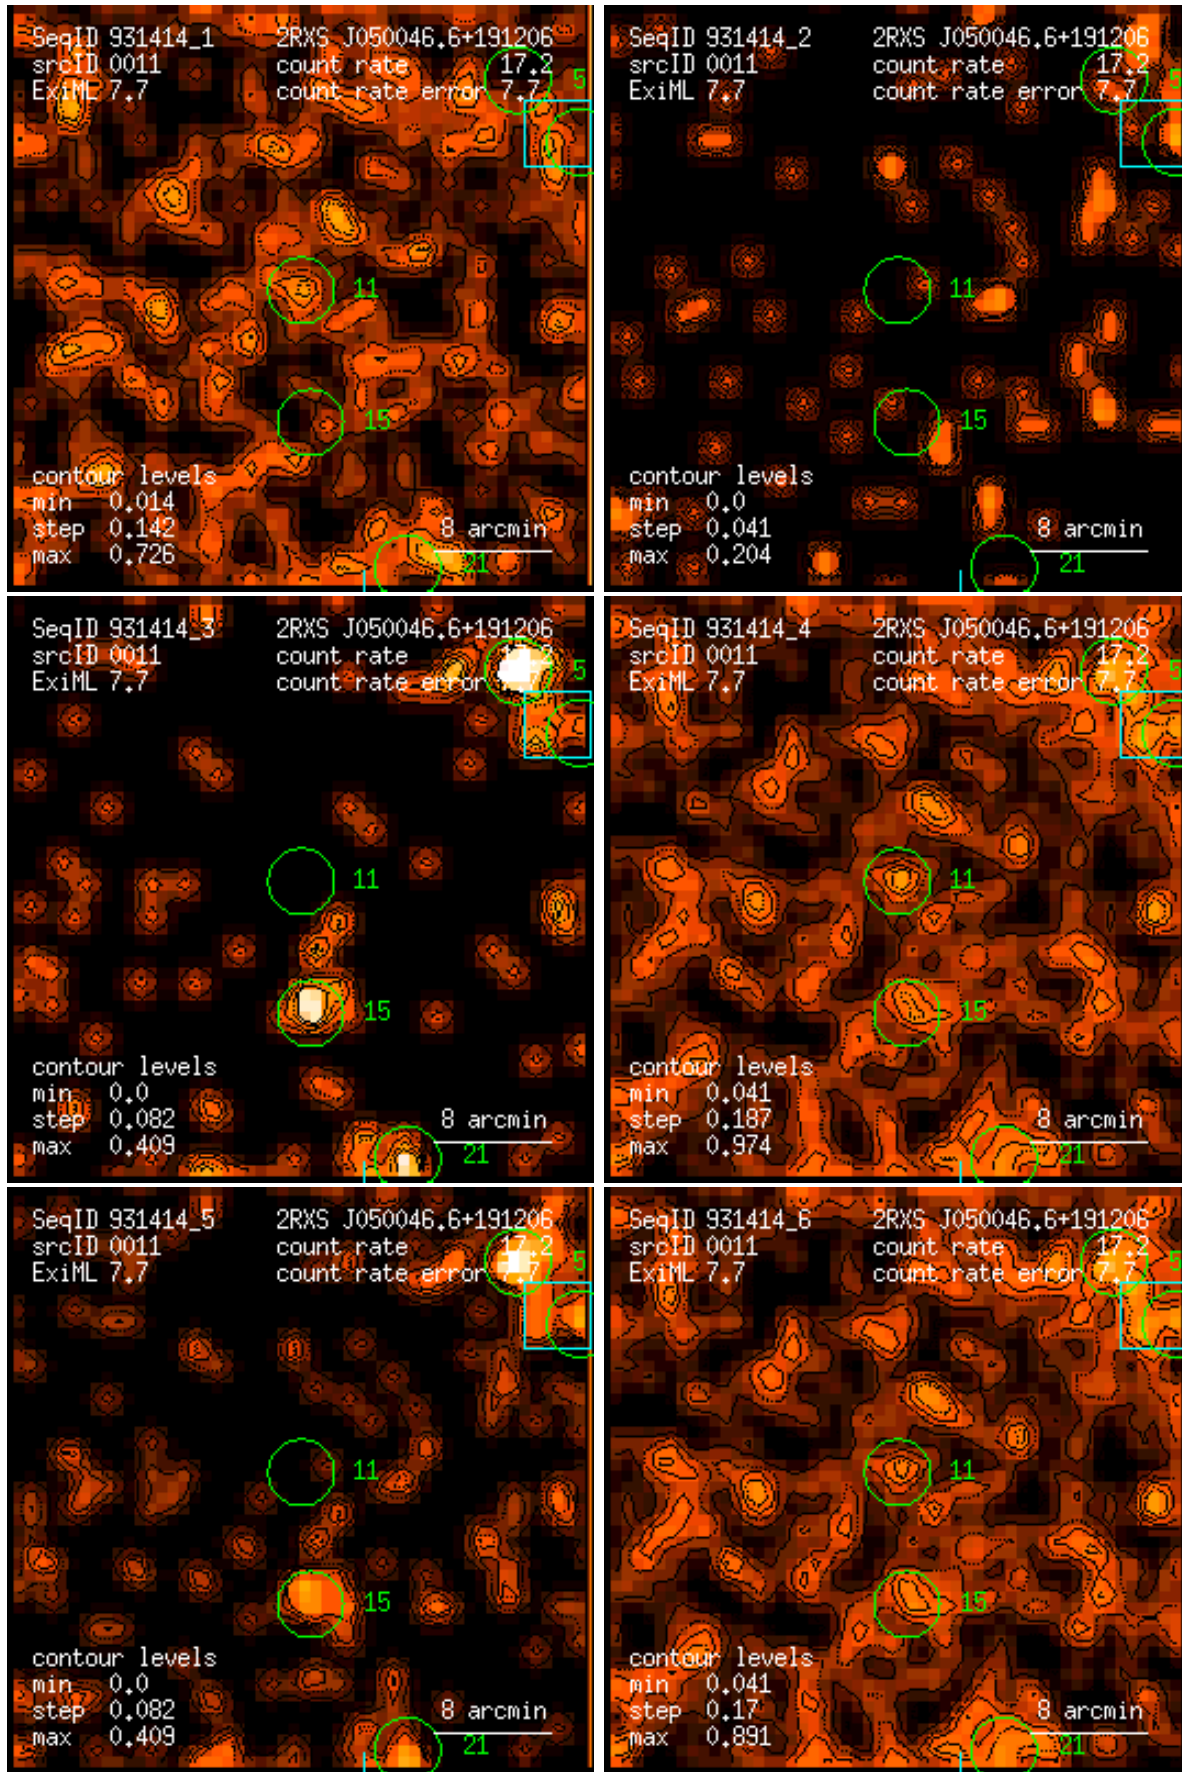 SeqID 931414_1 2RXS J050046.6+191206
srcID 0011 count rate 17.2
ExiML 7.7 count rate error 7.7
5
11
15
contour levels
min 0.014
step 0.142 8 arcmin
max 0.726 21
SeqID 931414_2 2RXS J050046.6+191206
srcID 0011 count rate 17.2
ExiML 7.7 count rate error 7.7
5
11
15
contour levels
min 0.0
step 0.041 8 arcmin
max 0.204 21
SeqID 931414_3 2RXS J050046.6+191206
srcID 0011 count rate
ExiML 7.7 count rate error
5
11
15
contour levels
min 0.0
step 0.082 8 arcmin
max 0.409 21
SeqID 931414_4 2RXS J050046.6+191206
srcID 0011 count rate 17.2
ExiML 7.7 count rate error 7.7
5
11
15
contour levels
min 0.041
step 0.187 8 arcmin
max 0.974 21
SeqID 931414_5 2RXS J050046.6+191206
srcID 0011 count rate 17.2
ExiML 7.7 count rate error 7.7
5
11
15
contour levels
min 0.0
step 0.082 8 arcmin
max 0.409 21
SeqID 931414_6 2RXS J050046.6+191206
srcID 0011 count rate 17.2
ExiML 7.7 count rate error 7.7
5
11
15
contour levels
min 0.041
step 0.17 8 arcmin
max 0.891 21